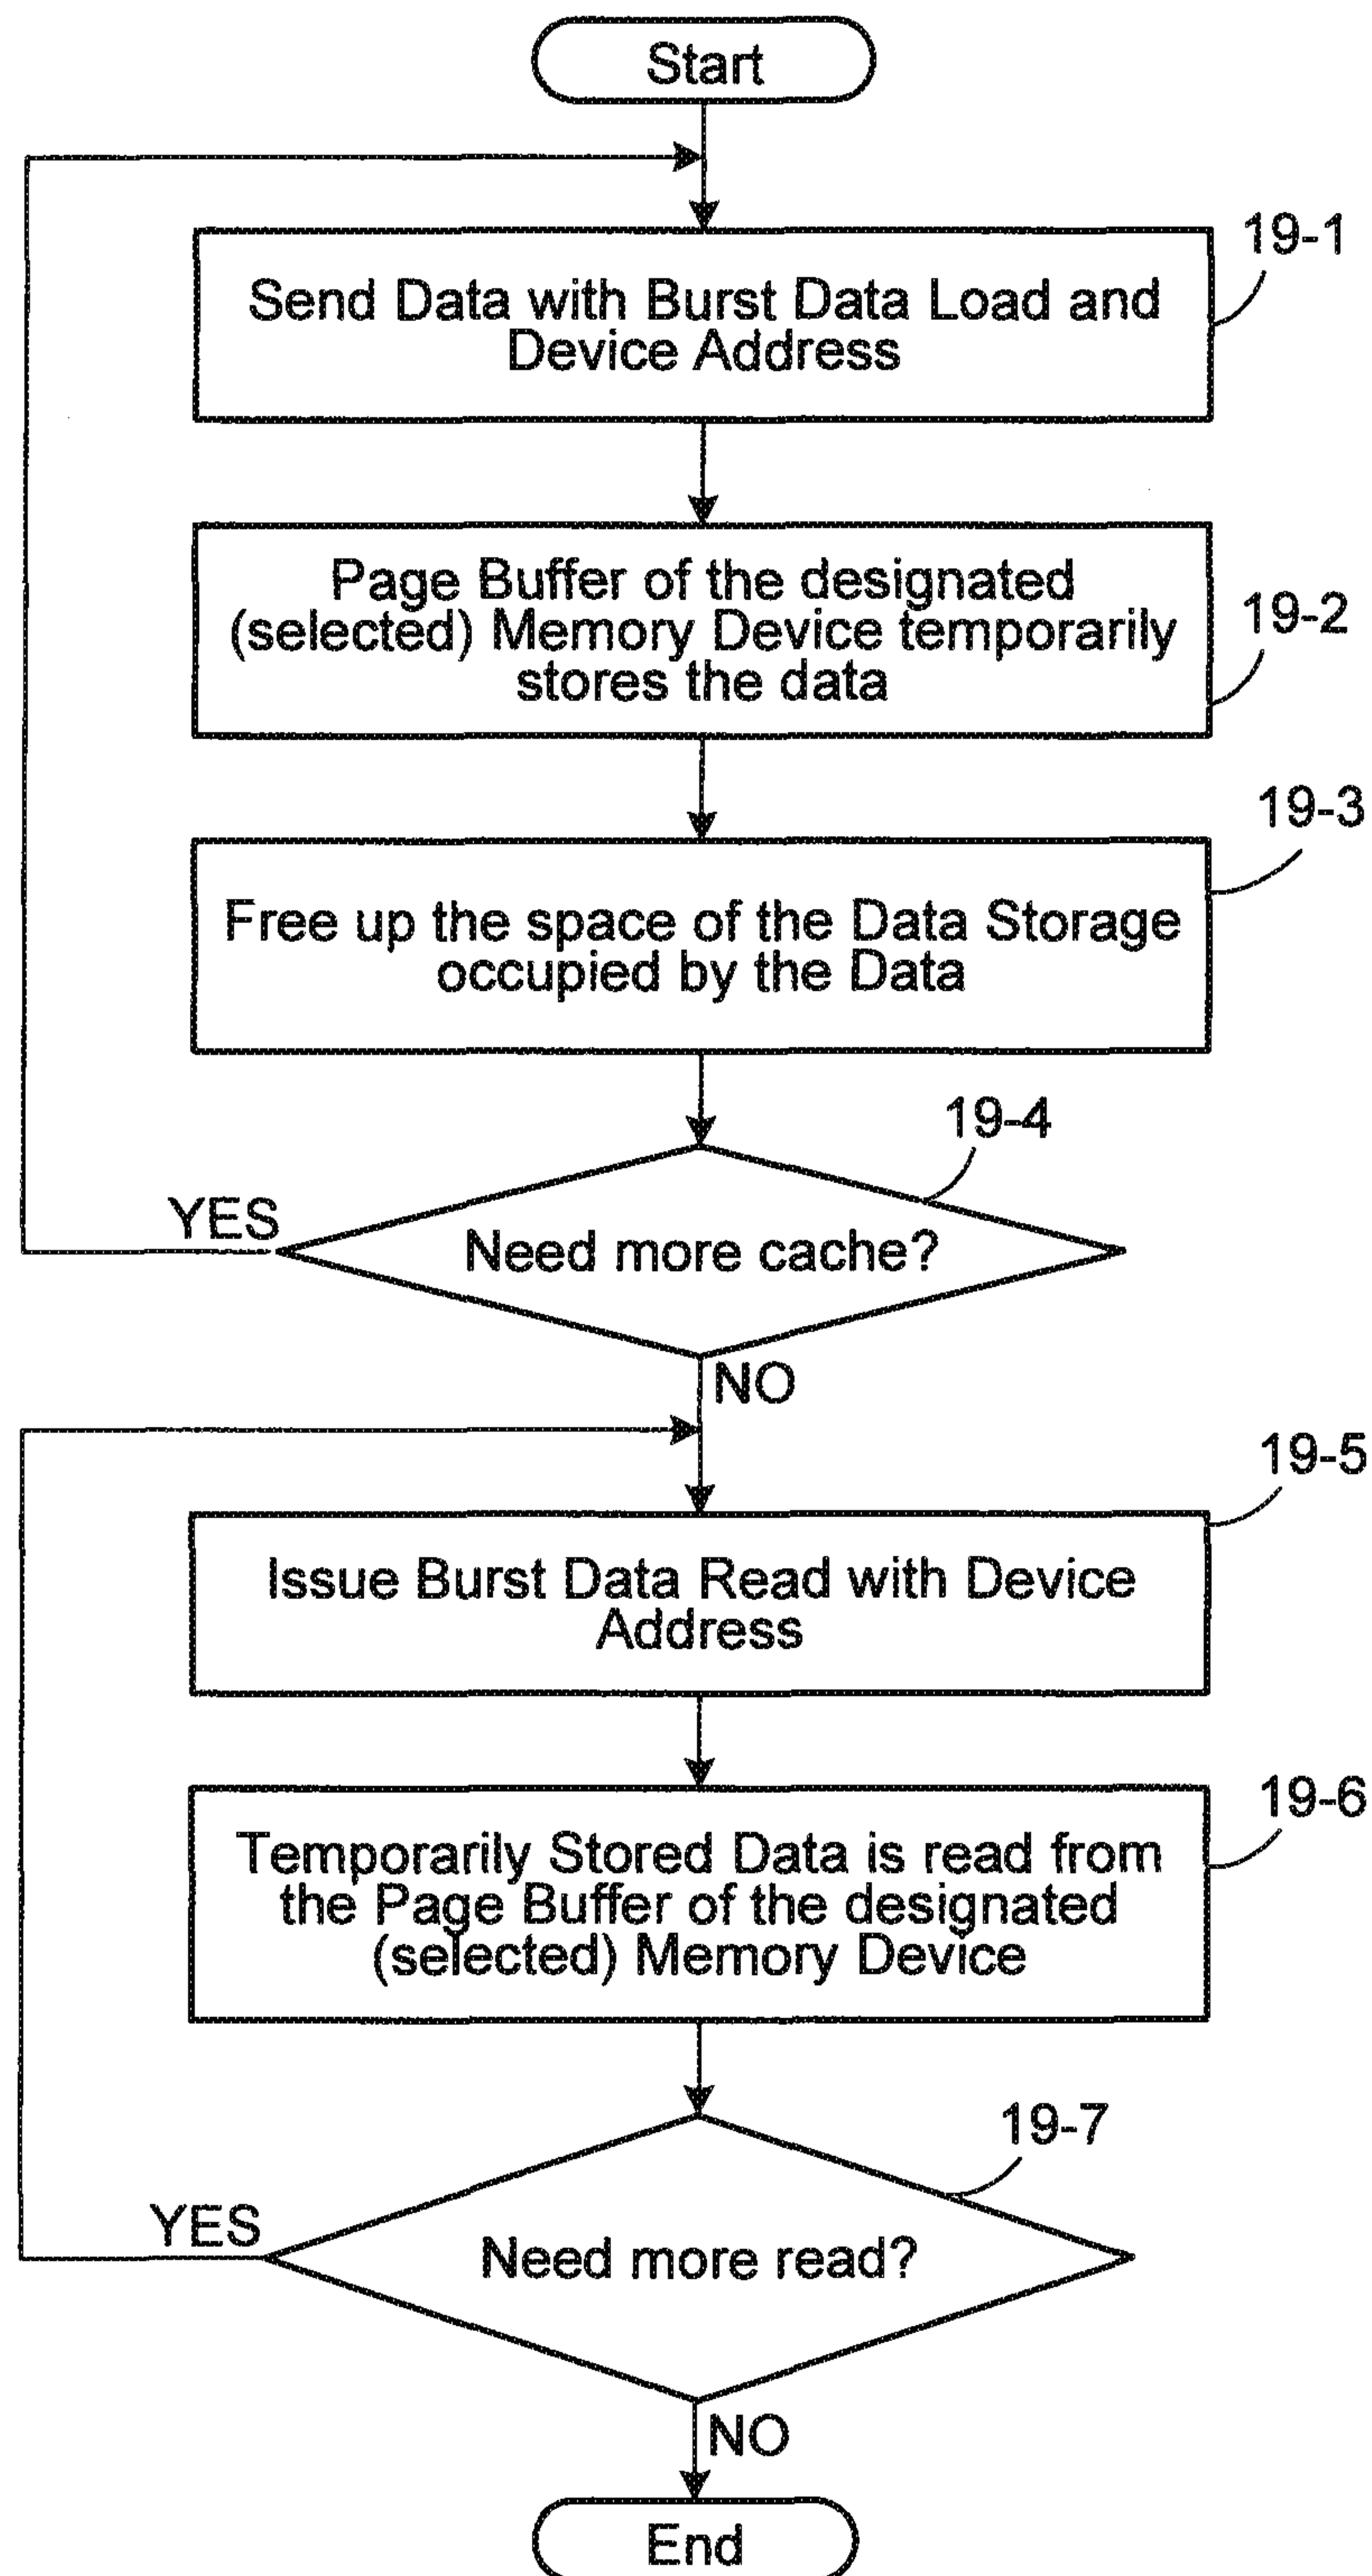 Start
19-1
Send Data with Burst Data Load and
Device Address
Page Buffer of the designated
(selected) Memory Device temporarily
stores the data
19-2
19-3
Free up the space of the Data Storage
occupied by the Data
19-4
YES
Need more cache?
NO
19-5
Issue Burst Data Read with Device
Address
19-6
Temporarily Stored Data is read from
the Page Buffer of the designated
(selected) Memory Device
19-7
YES
Need more read?
NO
End